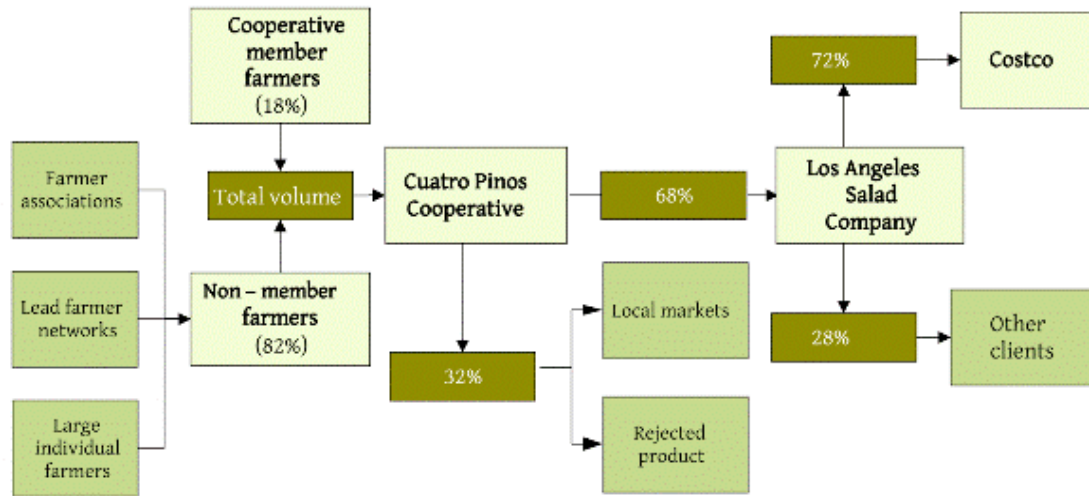 Cooperative
member
farmers
(18%)
72%
Costco
Farmer
associations
Total volume
Cuatro Pinos
Cooperative
68%
Los Angeles
Salad
Company
Lead farmer
networks
Non – member
farmers
(82%)
Local markets
32%
28%
Other
clients
Large
individual
farmers
Rejected
product